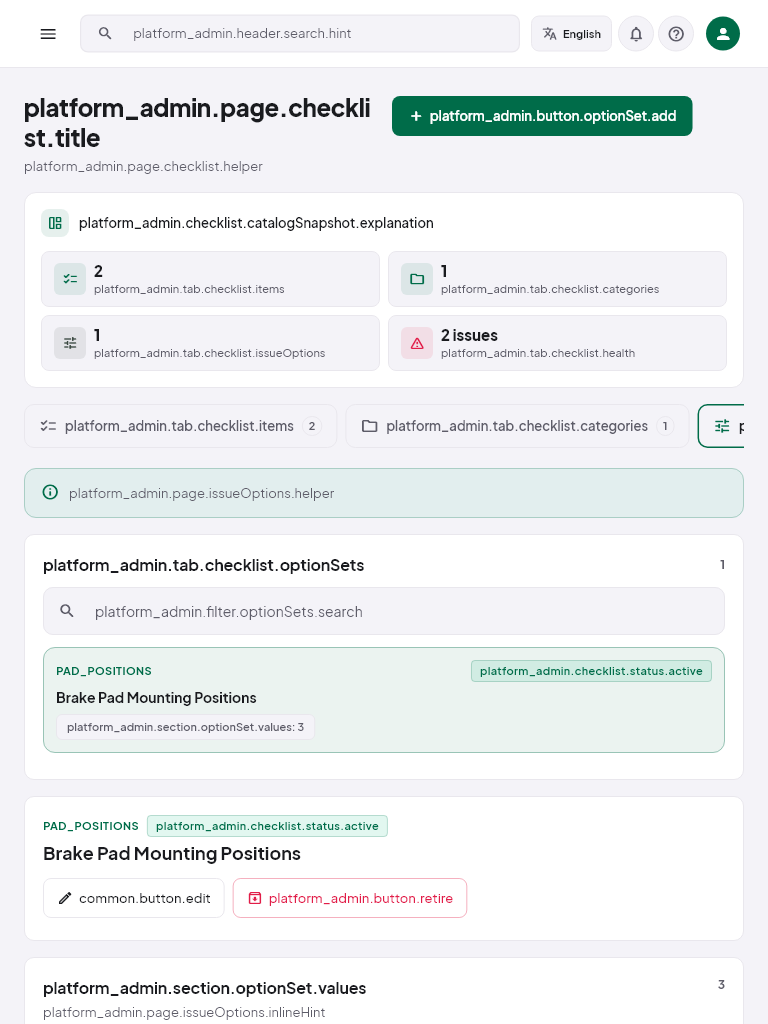 platform_admin.header.search.hint
English
platform_admin.page.checkli
st.title
+ platform_admin.button.optionSet.add
platform_admin.page.checklist.helper
platform_admin.checklist.catalogSnapshot.explanation
2
platform_admin.tab.checklist.items
1
platform_admin.tab.checklist.categories
1
platform_admin.tab.checklist.issueOptions
2 issues
platform_admin.tab.checklist.health
platform_admin.tab.checklist.items 2
platform_admin.tab.checklist.categories 1
platform_admin.page.issueOptions.helper
platform_admin.tab.checklist.optionSets 1
platform_admin.filter.optionSets.search
PAD_POSITIONS platform_admin.checklist.status.active
Brake Pad Mounting Positions
platform_admin.section.optionSet.values: 3
PAD_POSITIONS platform_admin.checklist.status.active
Brake Pad Mounting Positions
common.button.edit platform_admin.button.retire
platform_admin.section.optionSet.values 3
platform_admin.page.issueOptions.inlineHint